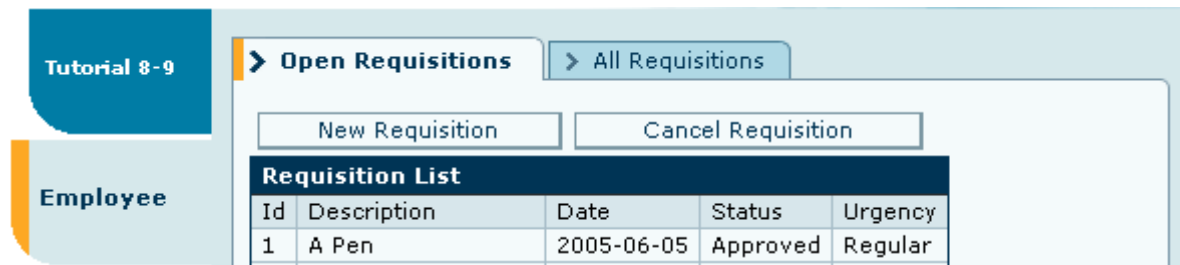 Tutorial 8-9
Open Requisitions
All Requisitions
New Requisition
Cancel Requisition
Employee
Requisition List
Id Description Date Status Urgency
1 A Pen 2005-06-05 Approved Regular